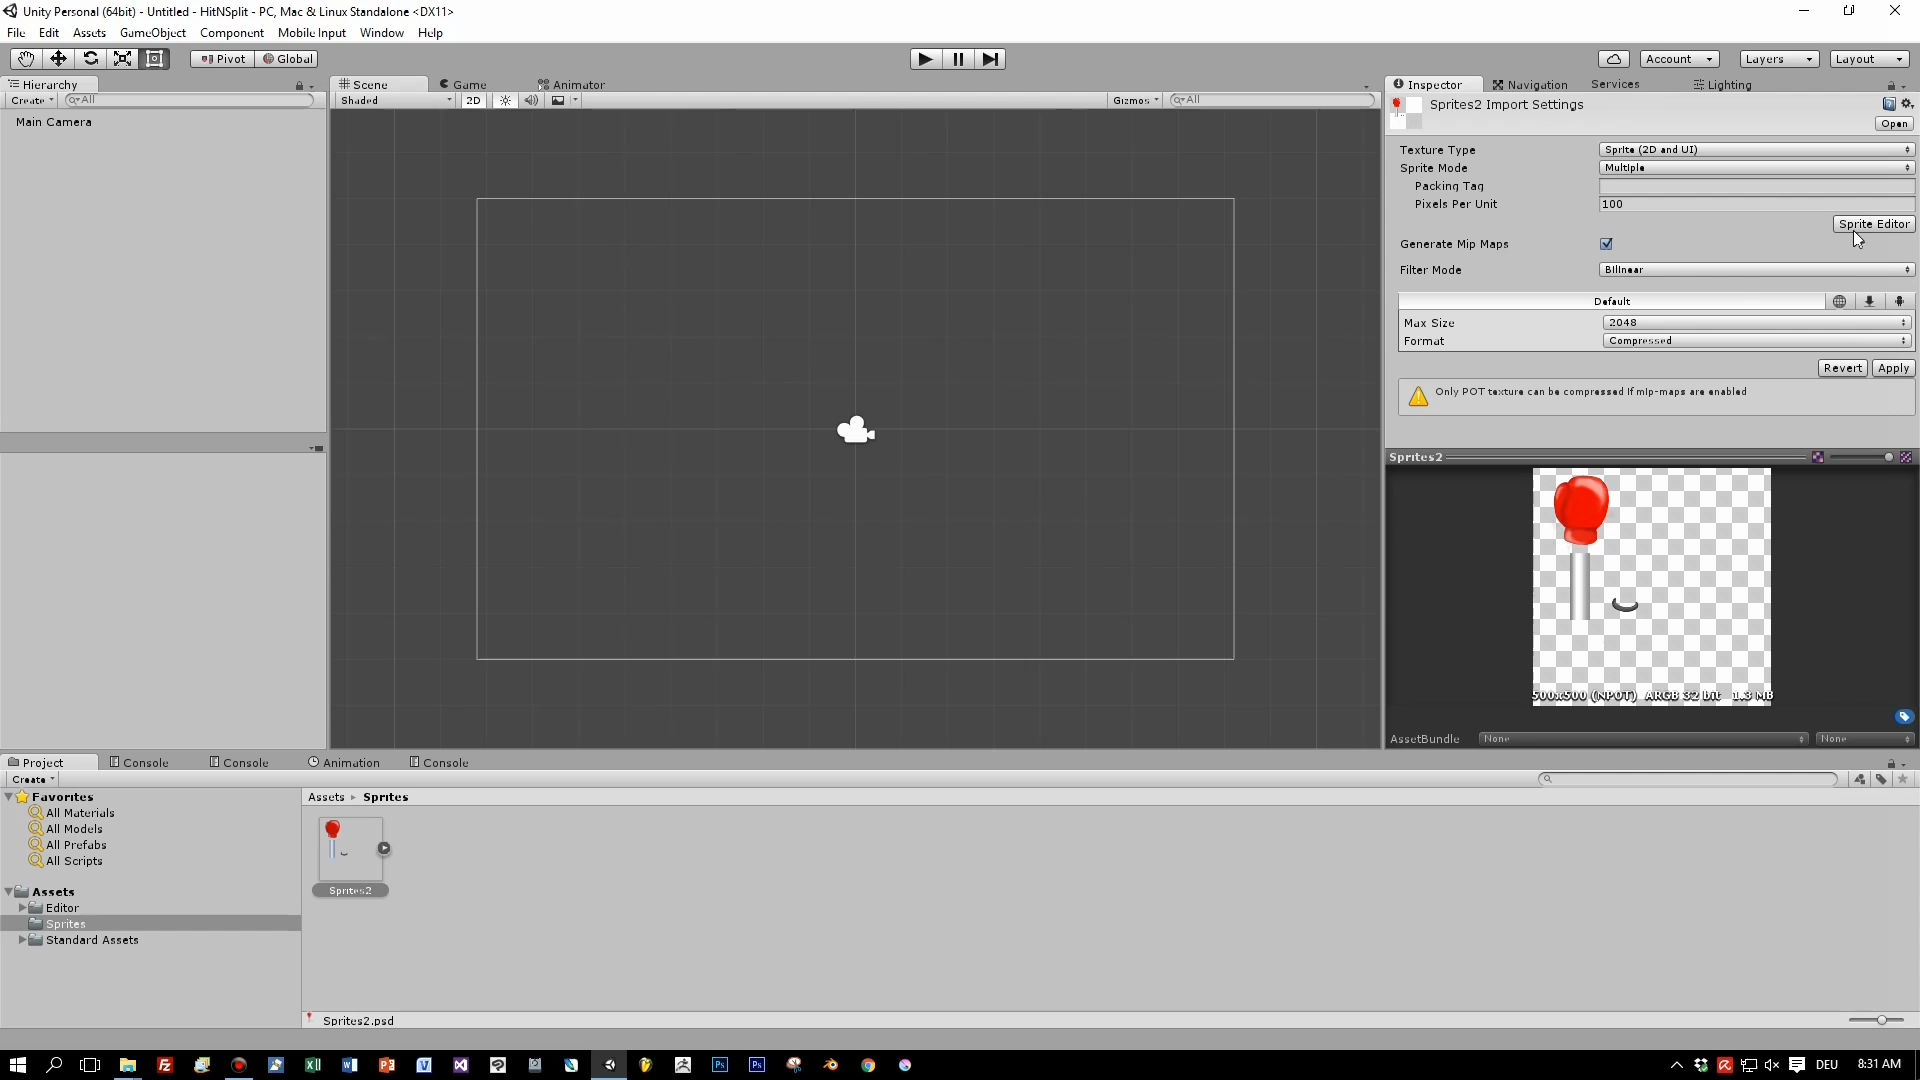 Unity Personal (64bit) - Untitled - HitNSplit - PC, Mac & Linux Standalone <DX11>
File Edit Assets GameObject Component Mobile Input Window Help
Pivot Global Account Layers Layout
Hierarchy Scene Game Animator Inspector Navigation Services Lighting
Create All Shaded 2D Gizmos All Sprites2 Import Settings
Open
Main Camera
Texture Type Sprite (2D and UI)
Sprite Mode Multiple
Packing Tag
Pixels Per Unit 100
Sprite Editor
Generate Mip Maps
Filter Mode Bilinear
Default
Max Size 2048
Format Compressed
Revert Apply
Only POT texture can be compressed if mip-maps are enabled
Sprites2
500x500 (NPOT) ARGB 32 bit 1.3 MB
AssetBundle None None
Project Console Console Animation Console
Create
Favorites Assets Sprites
All Materials
All Models
All Prefabs
All Scripts
Sprites2
Assets
Editor
Sprites
Standard Assets
Sprites2.psd
DEU 8:31 AM